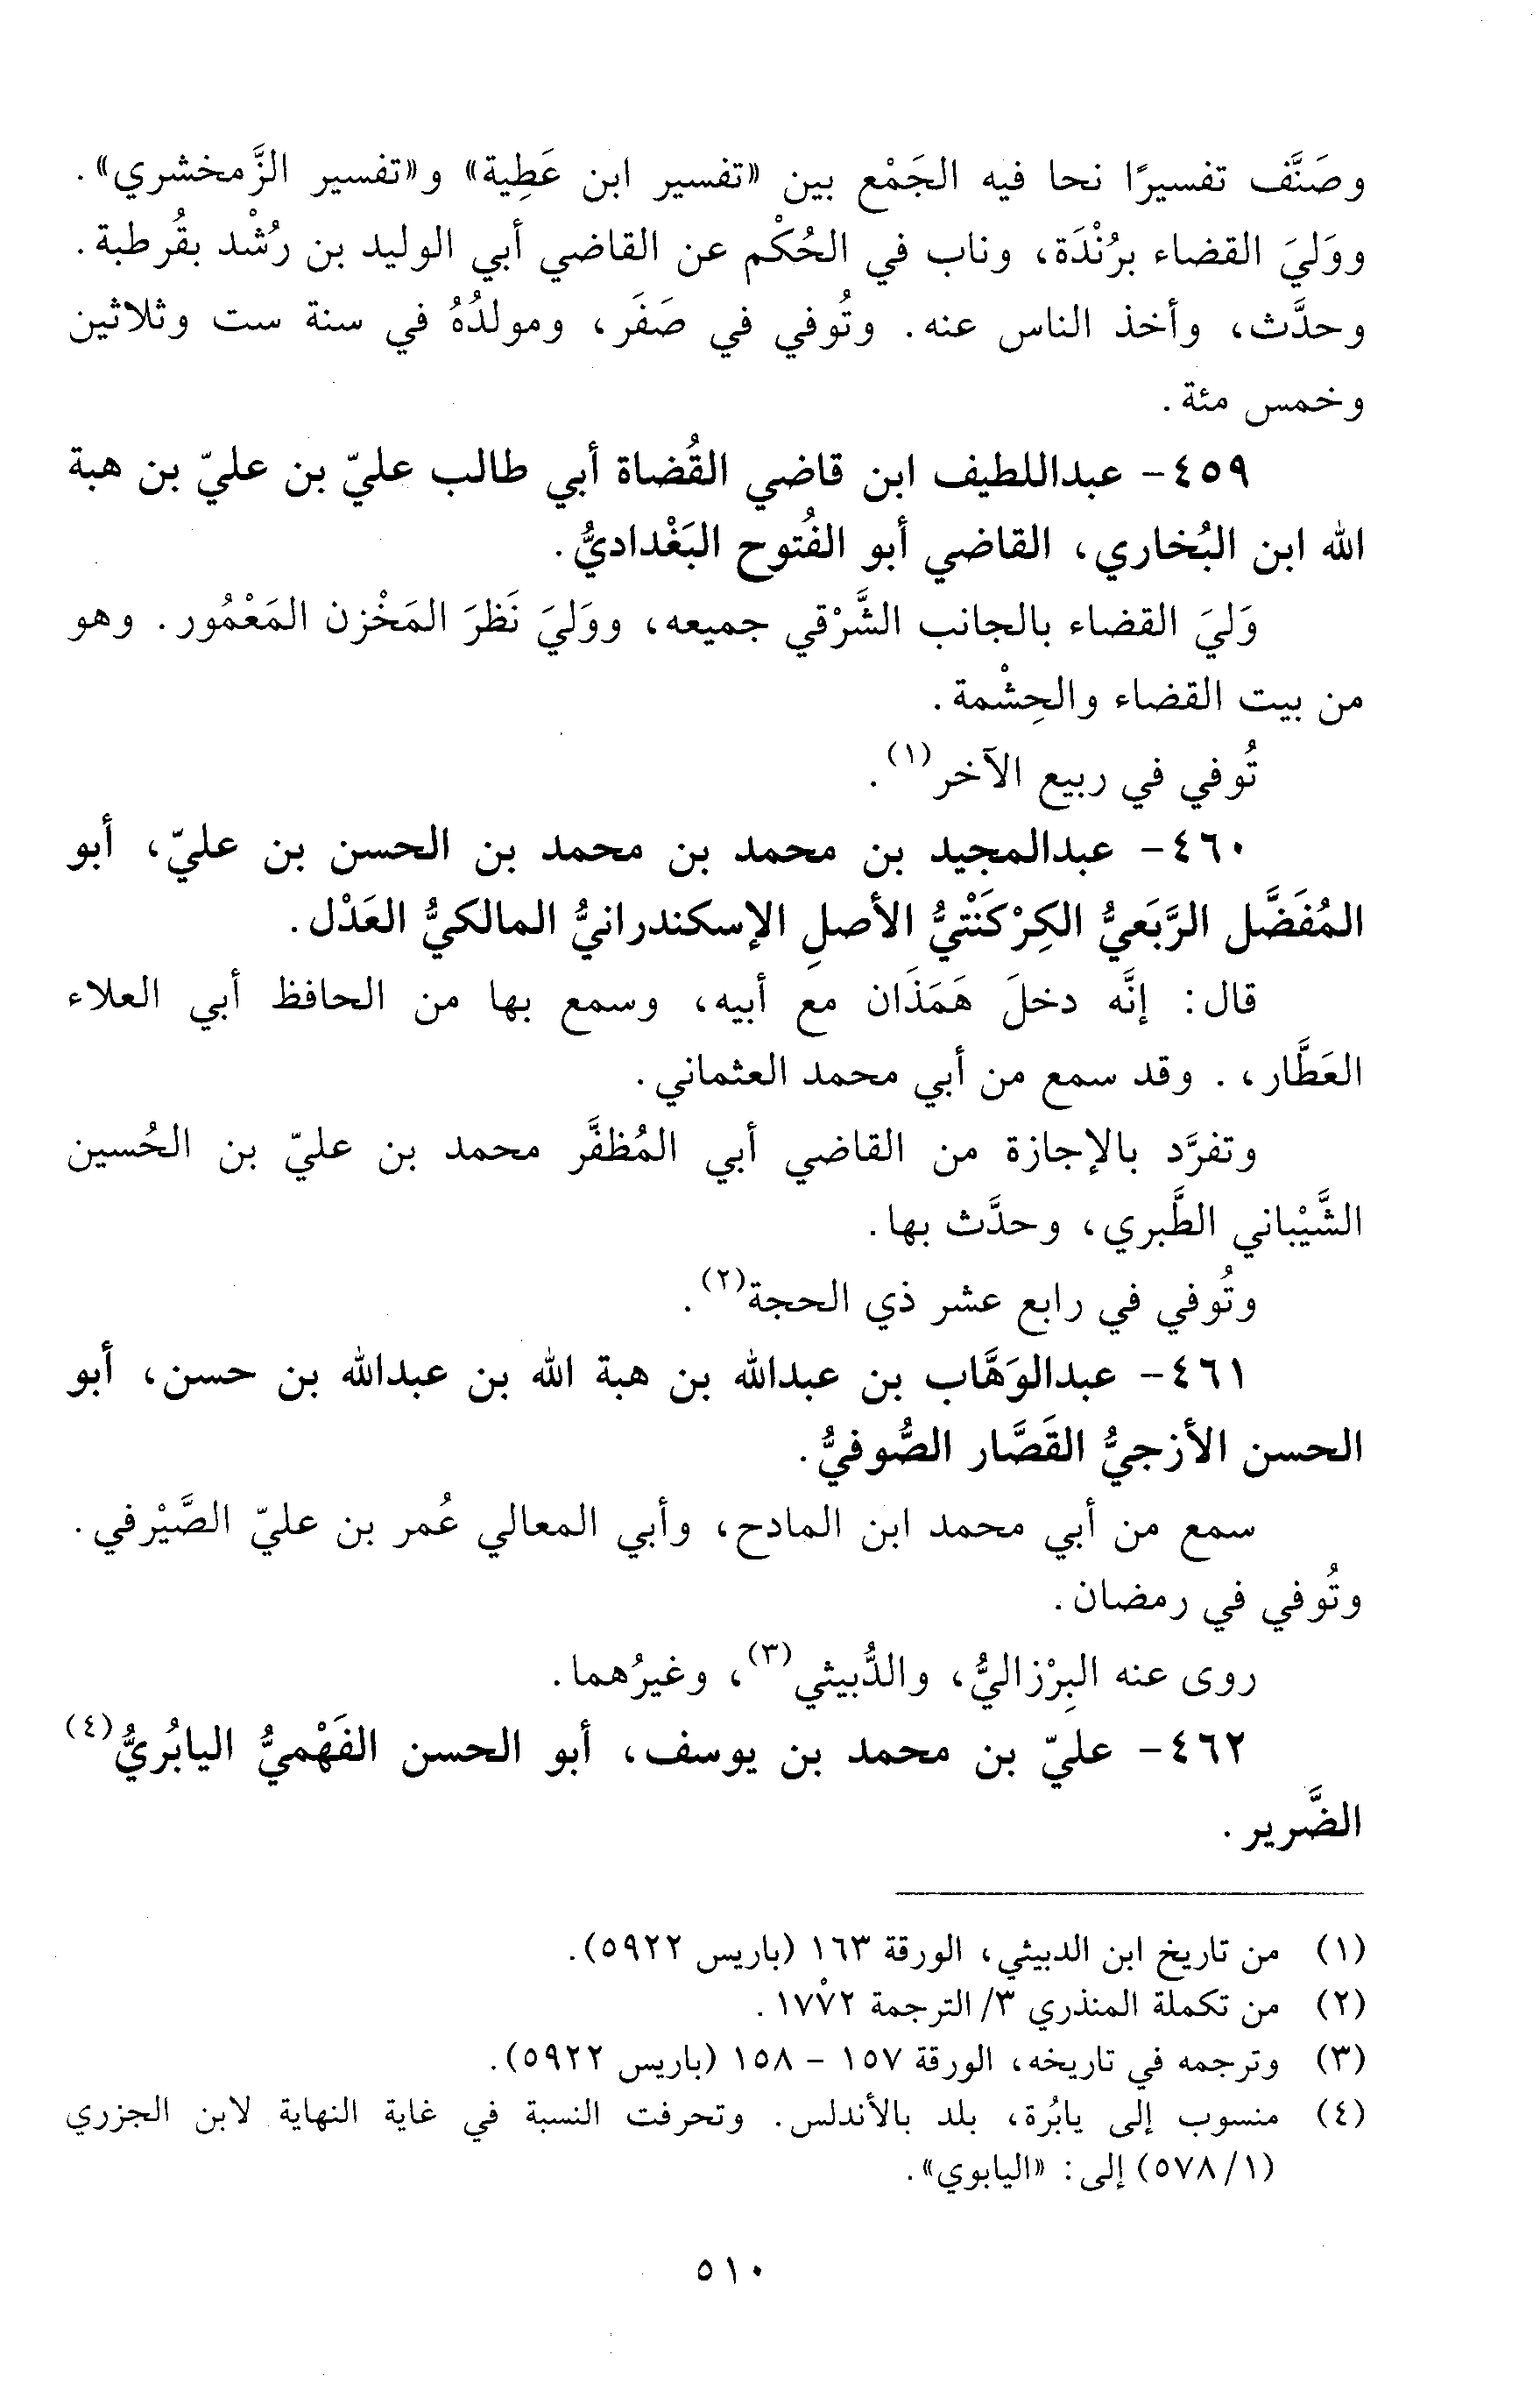 وصَنَّف تفسيرًا نحا فيه الجَمْع بين «تفسير ابن عَطِية» و«تفسير الزَّمخشري».
ووَليَ القضاء برُنْدَة، وناب في الحُكْم عن القاضي أبي الوليد بن رُشْد بقُرطبة.
وحدَّث، وأخذ الناس عنه. وتُوفي في صَفَر، ومولدُهُ في سنة ست وثلاثين
وخمس مئة.
٤٥٩- عبداللطيف ابن قاضي القُضاة أبي طالب عليّ بن عليّ بن هبة
الله ابن البُخاري، القاضي أبو الفُتوح البَغْداديُّ.
وَليَ القضاء بالجانب الشَّرْقي جميعه، ووَليَ نَظَرَ المَخْزن المَعْمُور. وهو
من بيت القضاء والحِشْمة.
تُوفي في ربيع الآخر(١).
٤٦٠- عبدالمجيد بن محمد بن محمد بن الحسن بن عليّ، أبو
المُفَضَّل الرَّبَعيُّ الكِرْكَنْتيُّ الأصلِ الإسكندرانيُّ المالكيُّ العَدْل.
قال: إنَّه دخلَ هَمَذَان مع أبيه، وسمع بها من الحافظ أبي العلاء
العَطَّار، . وقد سمع من أبي محمد العثماني.
وتفرَّد بالإجازة من القاضي أبي المُظفَّر محمد بن عليّ بن الحُسين
الشَّيْباني الطَّبري، وحدَّث بها.
وتُوفي في رابع عشر ذي الحجة(٢).
٤٦١- عبدالوَهَّاب بن عبدالله بن هبة الله بن عبدالله بن حسن، أبو
الحسن الأزجيُّ القَصَّار الصُّوفيُّ.
سمع من أبي محمد ابن المادح، وأبي المعالي عُمر بن عليّ الصَّيْرفي.
وتُوفي في رمضان.
روى عنه البِرْزاليُّ، والدُّبيثي(٣)، وغيرُهما.
٤٦٢- عليّ بن محمد بن يوسف، أبو الحسن الفَهْميُّ اليابُريُّ(٤)
الضَّرير.
(١) من تاريخ ابن الدبيثي، الورقة ١٦٣ (باريس ٥٩٢٢).
(٢) من تكملة المنذري ٣/ الترجمة ١٧٧٢.
(٣) وترجمه في تاريخه، الورقة ١٥٧ - ١٥٨ (باريس ٥٩٢٢).
(٤) منسوب إلى يابُرة، بلد بالأندلس. وتحرفت النسبة في غاية النهاية لابن الجزري
(١/ ٥٧٨) إلى: «اليابوي».
٥١٠